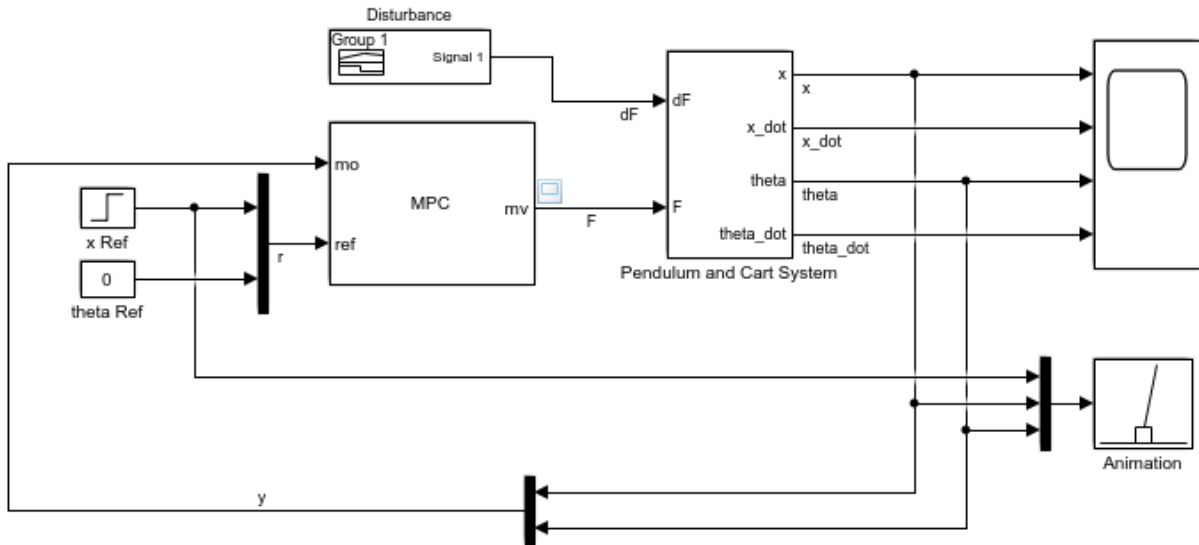 Disturbance
Group 1
Signal 1
dF
mo
ref
MPC
mv
F
x Ref
0
theta Ref
r
dF
F
x
x_dot
theta
theta_dot
x
x_dot
theta
theta_dot
Pendulum and Cart System
Animation
y